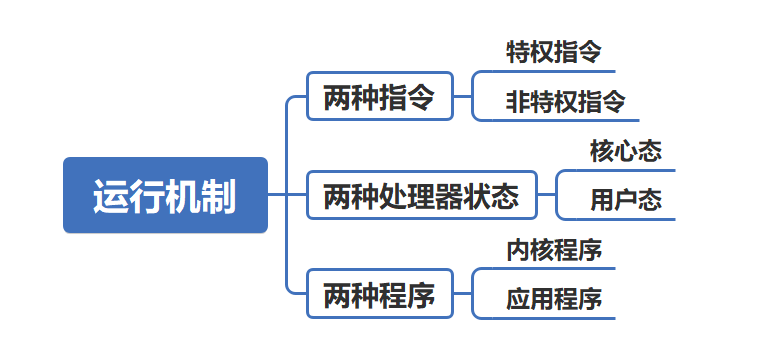 运行机制
两种指令
特权指令
非特权指令
两种处理器状态
核心态
用户态
两种程序
内核程序
应用程序